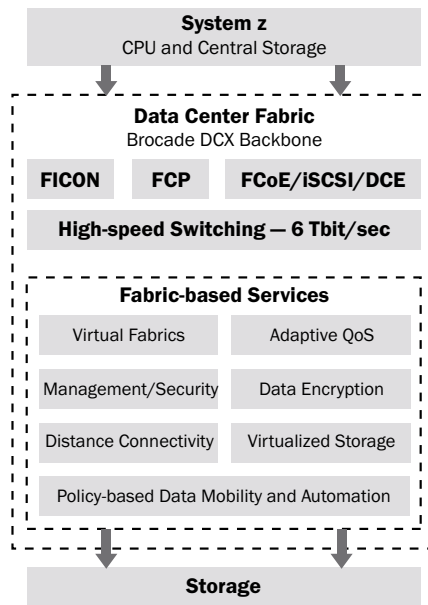 System z
CPU and Central Storage
Data Center Fabric
Brocade DCX Backbone
FICON
FCP
FCoE/iSCSI/DCE
High-speed Switching — 6 Tbit/sec
Fabric-based Services
Virtual Fabrics
Adaptive QoS
Management/Security
Data Encryption
Distance Connectivity
Virtualized Storage
Policy-based Data Mobility and Automation
Storage